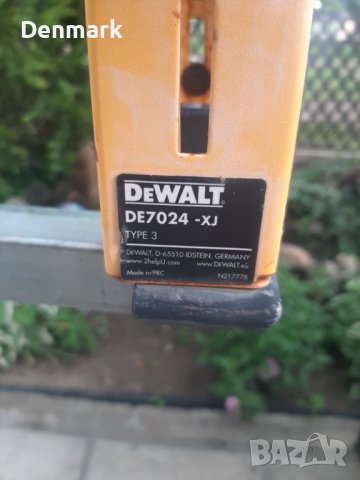 Denmark
DEWALT
DE7024 -XJ
TYPE 3
DEWALT, D-65510 IDSTEIN, GERMANY
www.2helpU.com www.DEWALT.eu
Made in PRC N217778
BAZAR